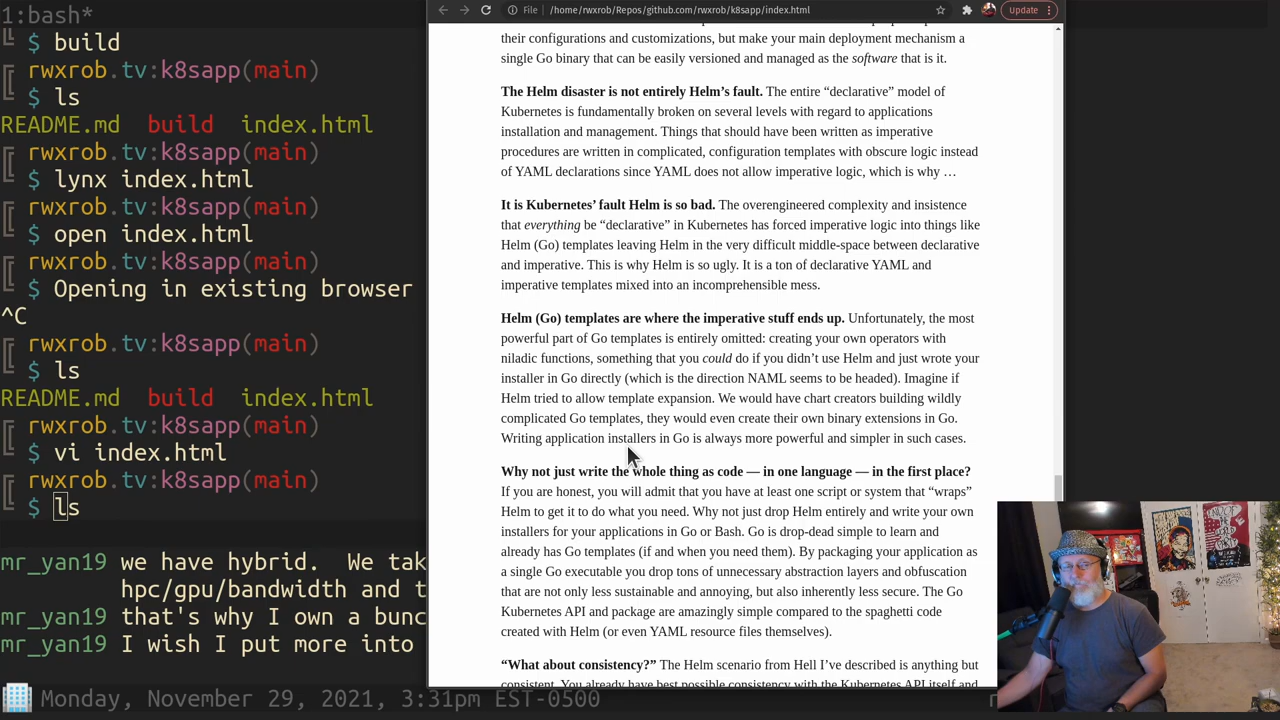 1:bash*
$ build
rwxrob.tv:k8sapp(main)
$ ls
README.md build index.html
rwxrob.tv:k8sapp(main)
$ lynx index.html
rwxrob.tv:k8sapp(main)
$ open index.html
rwxrob.tv:k8sapp(main)
$ Opening in existing browser
^C
rwxrob.tv:k8sapp(main)
$ ls
README.md build index.html
rwxrob.tv:k8sapp(main)
$ vi index.html
rwxrob.tv:k8sapp(main)
$ ls
mr_yan19 we have hybrid. We tak
hpc/gpu/bandwidth and t
mr_yan19 that's why I own a bunc
mr_yan19 I wish I put more into
Monday, November 29, 2021, 3:31pm EST-0500
File /home/rwxrob/Repos/github.com/rwxrob/k8sapp/index.html
Update
their configurations and customizations, but make your main deployment mechanism a
single Go binary that can be easily versioned and managed as the software that is it.
The Helm disaster is not entirely Helm’s fault. The entire “declarative” model of
Kubernetes is fundamentally broken on several levels with regard to applications
installation and management. Things that should have been written as imperative
procedures are written in complicated, configuration templates with obscure logic instead
of YAML declarations since YAML does not allow imperative logic, which is why …
It is Kubernetes’ fault Helm is so bad. The overengineered complexity and insistence
that everything be “declarative” in Kubernetes has forced imperative logic into things like
Helm (Go) templates leaving Helm in the very difficult middle-space between declarative
and imperative. This is why Helm is so ugly. It is a ton of declarative YAML and
imperative templates mixed into an incomprehensible mess.
Helm (Go) templates are where the imperative stuff ends up. Unfortunately, the most
powerful part of Go templates is entirely omitted: creating your own operators with
niladic functions, something that you could do if you didn’t use Helm and just wrote your
installer in Go directly (which is the direction NAML seems to be headed). Imagine if
Helm tried to allow template expansion. We would have chart creators building wildly
complicated Go templates, they would even create their own binary extensions in Go.
Writing application installers in Go is always more powerful and simpler in such cases.
Why not just write the whole thing as code — in one language — in the first place?
If you are honest, you will admit that you have at least one script or system that “wraps”
Helm to get it to do what you need. Why not just drop Helm entirely and write your own
installers for your applications in Go or Bash. Go is drop-dead simple to learn and
already has Go templates (if and when you need them). By packaging your application as
a single Go executable you drop tons of unnecessary abstraction layers and obfuscation
that are not only less sustainable and annoying, but also inherently less secure. The Go
Kubernetes API and package are amazingly simple compared to the spaghetti code
created with Helm (or even YAML resource files themselves).
“What about consistency?” The Helm scenario from Hell I’ve described is anything but
consistent. You already have best possible consistency with the Kubernetes API itself and